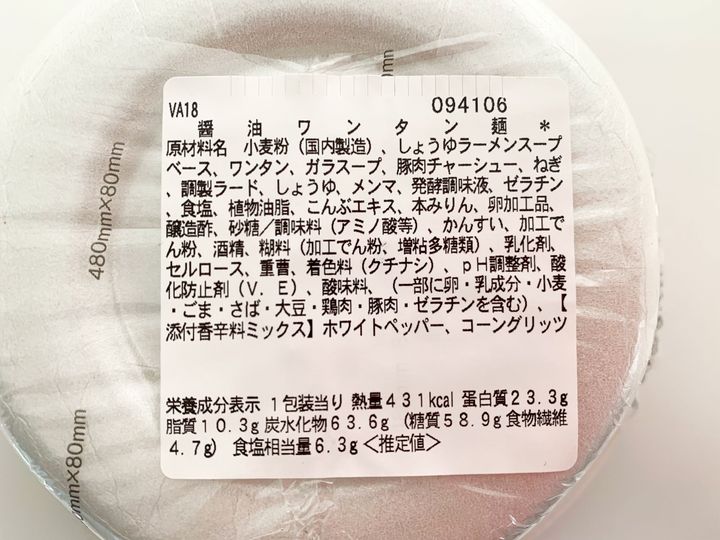 VA18 094106
醤油ワンタン麺＊
原材料名 小麦粉（国内製造）、しょうゆラーメンスープ
ベース、ワンタン、ガラスープ、豚肉チャーシュー、ねぎ
、調製ラード、しょうゆ、メンマ、発酵調味液、ゼラチン
、食塩、植物油脂、こんぶエキス、本みりん、卵加工品、
醸造酢、砂糖／調味料（アミノ酸等）、かんすい、加工で
ん粉、酒精、糊料（加工でん粉、増粘多糖類）、乳化剤、
セルロース、重曹、着色料（クチナシ）、ｐＨ調整剤、酸
化防止剤（Ｖ．Ｅ）、酸味料、（一部に卵・乳成分・小麦
・ごま・さば・大豆・鶏肉・豚肉・ゼラチンを含む）、【
添付香辛料ミックス】ホワイトペッパー、コーングリッツ
栄養成分表示 １包装当り 熱量４３１kcal 蛋白質２３．３g
脂質１０．３g 炭水化物６３．６g （糖質５８．９g 食物繊維
４．７g） 食塩相当量６．３g＜推定値＞
480mm×80mm
mm×80mm
mm